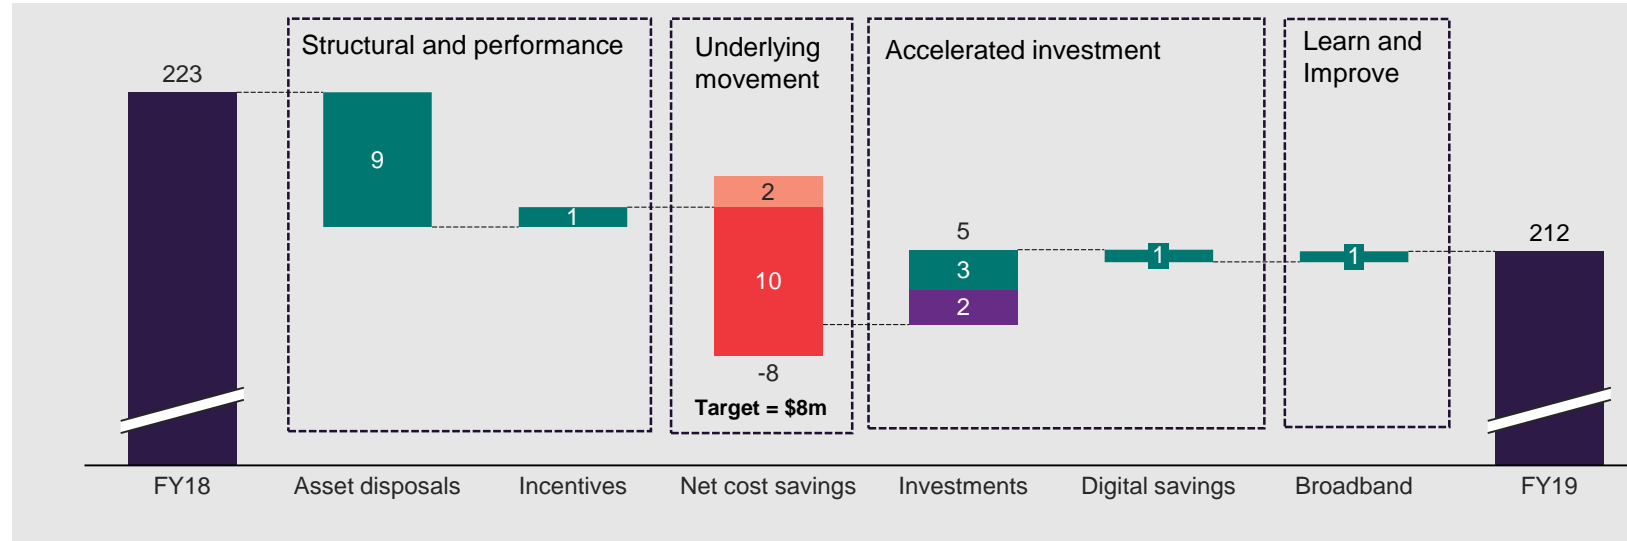 Structural and performance
Underlying
movement
Accelerated investment
Learn and
Improve
223
9
1
2
10
-8
Target = $8m
5
3
2
1
1
212
FY18
Asset disposals
Incentives
Net cost savings
Investments
Digital savings
Broadband
FY19